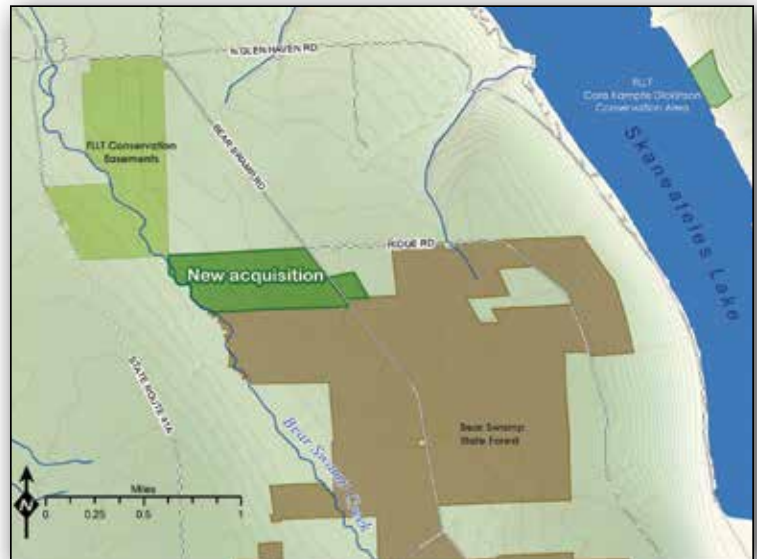 N GLEN HAVEN RD
FLLT
Cora Kampfe Dickinson
Conservation Area
FLLT Conservation
Easements
BEAR SWAMP RD
Skaneateles Lake
RIDGE RD
New acquisition
STATE ROUTE 41A
Bear Swamp
State Forest
Bear Swamp Creek
N
Miles
0 0.25 0.5 1